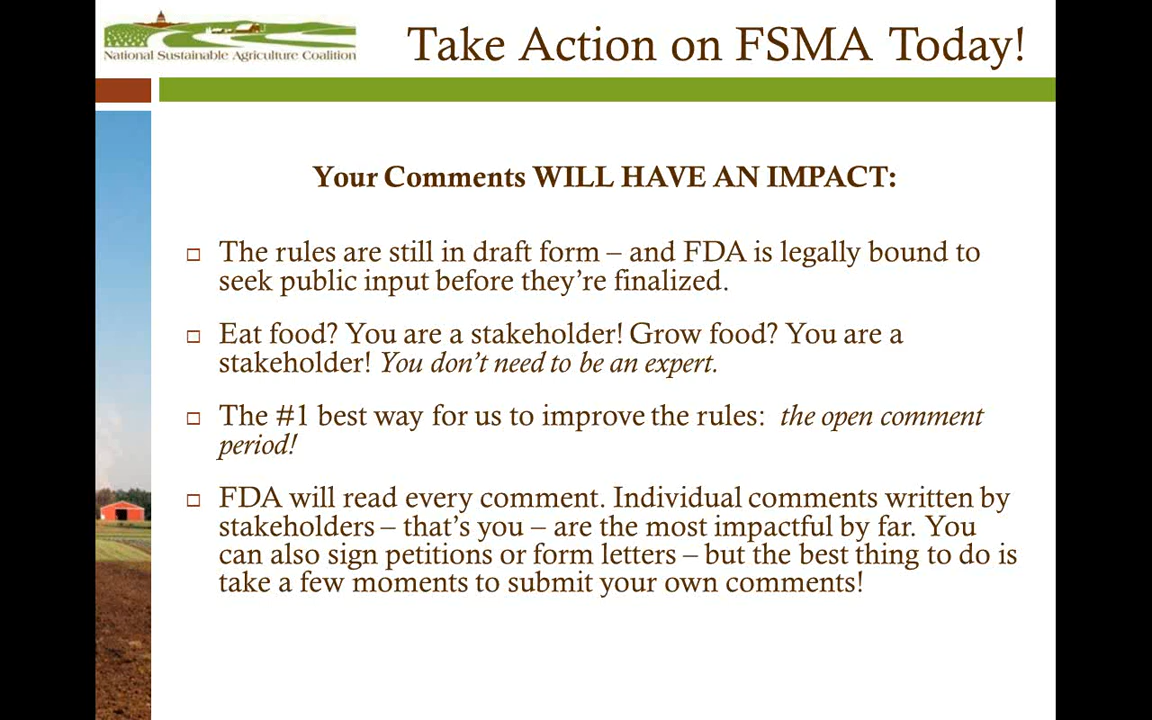 National Sustainable Agriculture Coalition
Take Action on FSMA Today!
Your Comments WILL HAVE AN IMPACT:
The rules are still in draft form – and FDA is legally bound to
seek public input before they're finalized.
Eat food? You are a stakeholder! Grow food? You are a
stakeholder! You don't need to be an expert.
The #1 best way for us to improve the rules: the open comment
period!
FDA will read every comment. Individual comments written by
stakeholders – that's you – are the most impactful by far. You
can also sign petitions or form letters – but the best thing to do is
take a few moments to submit your own comments!